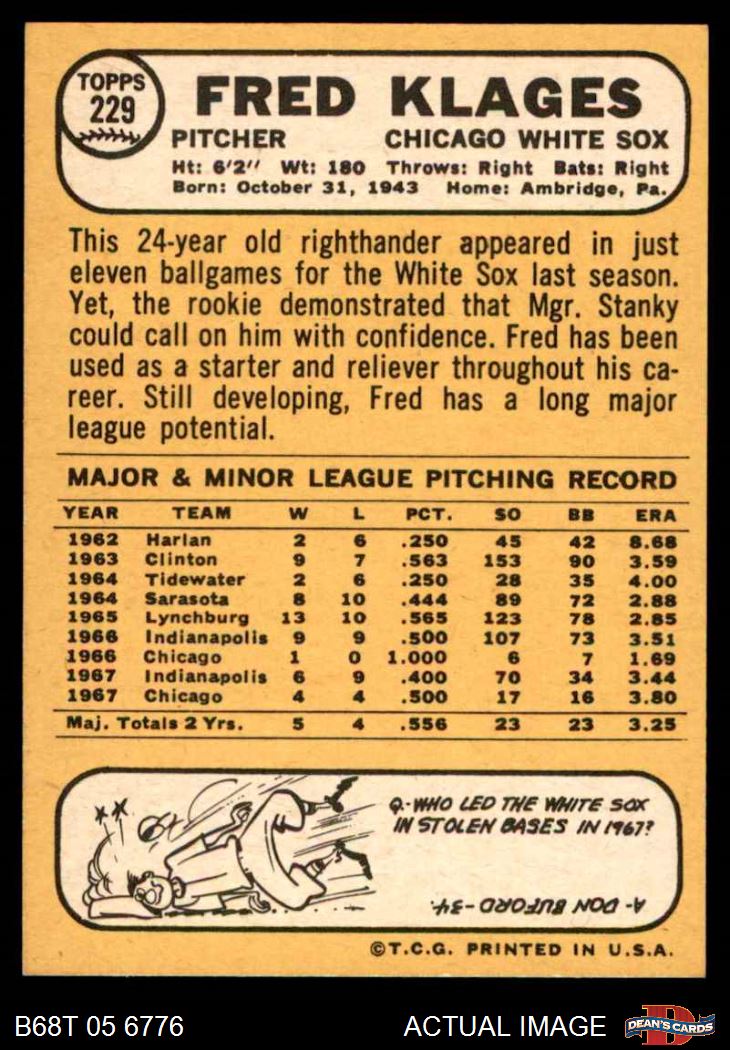 TOPPS
229
FRED KLAGES
PITCHER CHICAGO WHITE SOX
Ht: 6'2" Wt: 180 Throws: Right Bats: Right
Born: October 31, 1943 Home: Ambridge, Pa.
This 24-year old righthander appeared in just
eleven ballgames for the White Sox last season.
Yet, the rookie demonstrated that Mgr. Stanky
could call on him with confidence. Fred has been
used as a starter and reliever throughout his ca-
reer. Still developing, Fred has a long major
league potential.
MAJOR & MINOR LEAGUE PITCHING RECORD
YEAR TEAM W L PCT. SO BB ERA
1962 Harlan 2 6 .250 45 42 8.68
1963 Clinton 9 7 .563 153 90 3.59
1964 Tidewater 2 6 .250 28 35 4.00
1964 Sarasota 8 10 .444 89 72 2.88
1965 Lynchburg 13 10 .565 123 78 2.85
1966 Indianapolis 9 9 .500 107 73 3.51
1966 Chicago 1 0 1.000 6 7 1.69
1967 Indianapolis 6 9 .400 70 34 3.44
1967 Chicago 4 4 .500 17 16 3.80
Maj. Totals 2 Yrs. 5 4 .556 23 23 3.25
Q.-WHO LED THE WHITE SOX
IN STOLEN BASES IN 1967?
A- DON BUFORD-34.
©T.C.G. PRINTED IN U.S.A.
B68T 05 6776 ACTUAL IMAGE
D
DEAN'S CARDS